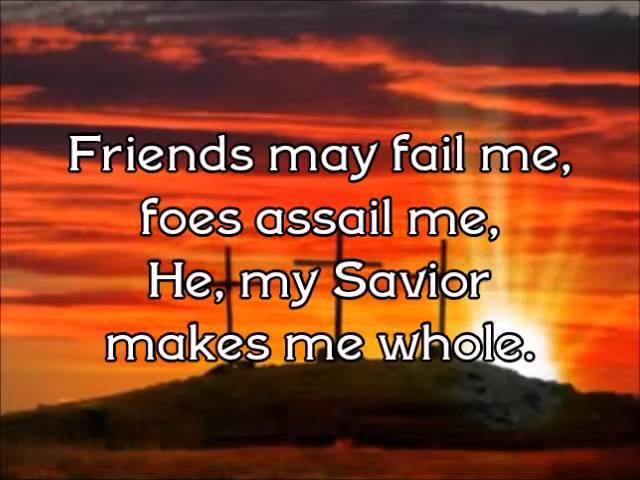 Friends may fail me,
foes assail me,
He, my Savior
makes me whole.